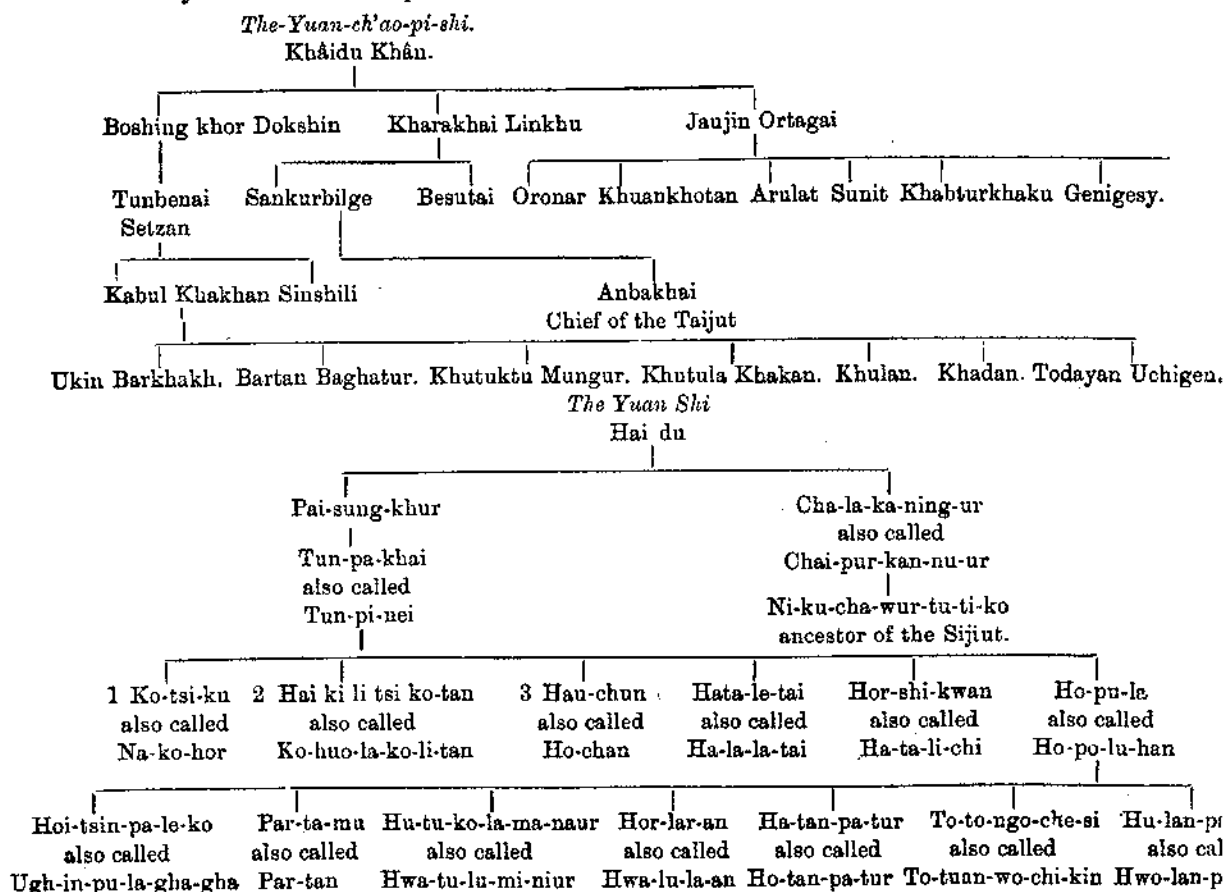 The-Yuan-ch'ao-pi-shi.
Khâidu Khân.
Boshing khor Dokshin Kharakhai Linkhu Jaujin Ortagai
Tunbenai Sankurbilge Besutai Oronar Khuankhotan Arulat Sunit Khabturkhaku Genigesy.
Setzan
Kabul Khakhan Sinshili Anbakhai
Chief of the Taijut
Ukin Barkhakh. Bartan Baghatur. Khutuktu Mungur. Khutula Khakan. Khulan. Khadan. Todayan Uchigen.
The Yuan Shi
Hai du
Pai-sung-khur Cha-la-ka-ning-ur
also called
Tun-pa-khai Chai-pur-kan-nu-ur
also called
Tun-pi-nei Ni-ku-cha-wur-tu-ti-ko
ancestor of the Sijiut.
1 Ko-tsi-ku 2 Hai ki li tsi ko-tan 3 Hau-chun Hata-le-tai Hor-shi-kwan Ho-pu-la
also called also called also called also called also called also called
Na-ko-hor Ko-huo-la-ko-li-tan Ho-chan Ha-la-la-tai Ha-ta-li-chi Ho-po-lu-han
Hoi-tsin-pa-le-ko Par-ta-mu Hu-tu-ko-la-ma-naur Hor-lar-an Ha-tan-pa-tur To-to-ngo-che-si
also called also called also called also called also called also called
Ugh-in-pu-la-gha-gha Par-tan Hwa-tu-lu-mi-niur Hwa-lu-la-an Ho-tan-pa-tur To-tuan-wo-chi-kin